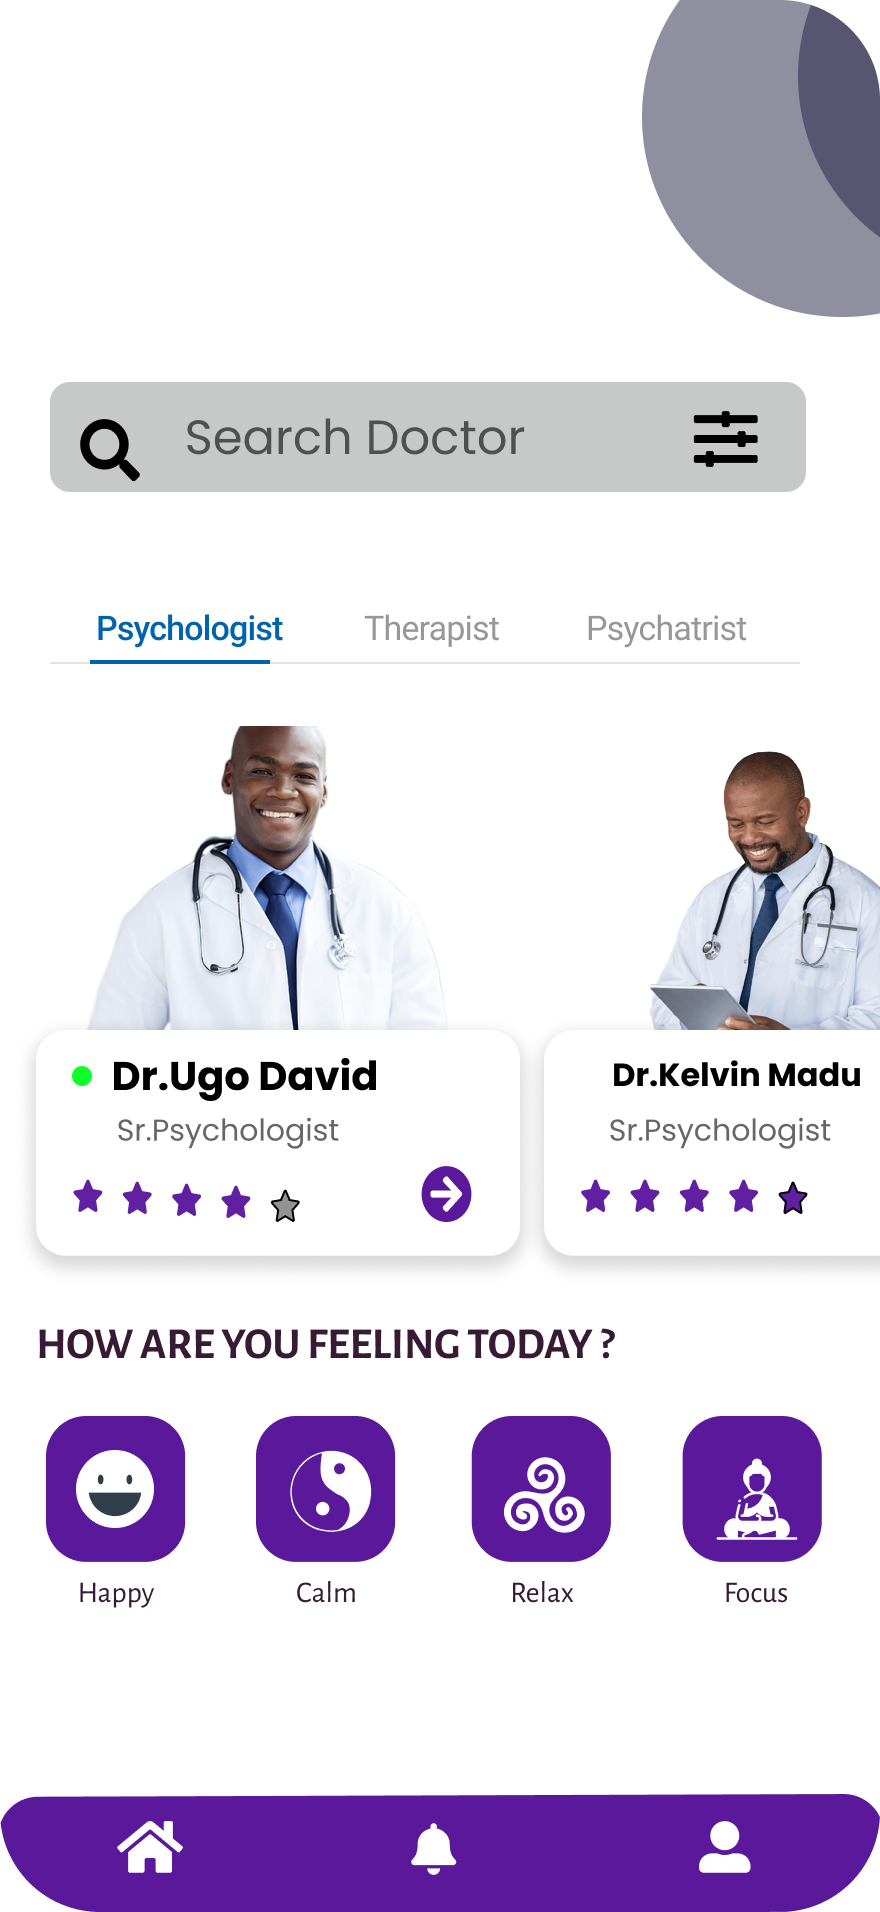 Search Doctor
Psychologist
Therapist
Psychatrist
Dr.Ugo David
Sr.Psychologist
Dr.Kelvin Madu
Sr.Psychologist
HOW ARE YOU FEELING TODAY ?
Happy
Calm
Relax
Focus